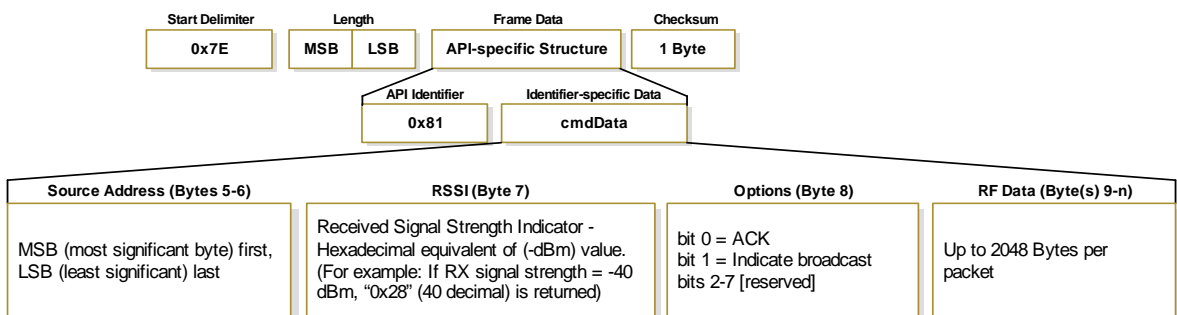 Start Delimiter
Length
Frame Data
Checksum
0x7E
MSB
LSB
API-specific Structure
1 Byte
API Identifier
Identifier-specific Data
0x81
cmdData
Source Address (Bytes 5-6)
MSB (most significant byte) first,
LSB (least significant) last
RSSI (Byte 7)
Received Signal Strength Indicator -
Hexadecimal equivalent of (-dBm) value.
(For example: If RX signal strength = -40
dBm, “0x28” (40 decimal) is returned)
Options (Byte 8)
bit 0 = ACK
bit 1 = Indicate broadcast
bits 2-7 [reserved]
RF Data (Byte(s) 9-n)
Up to 2048 Bytes per
packet